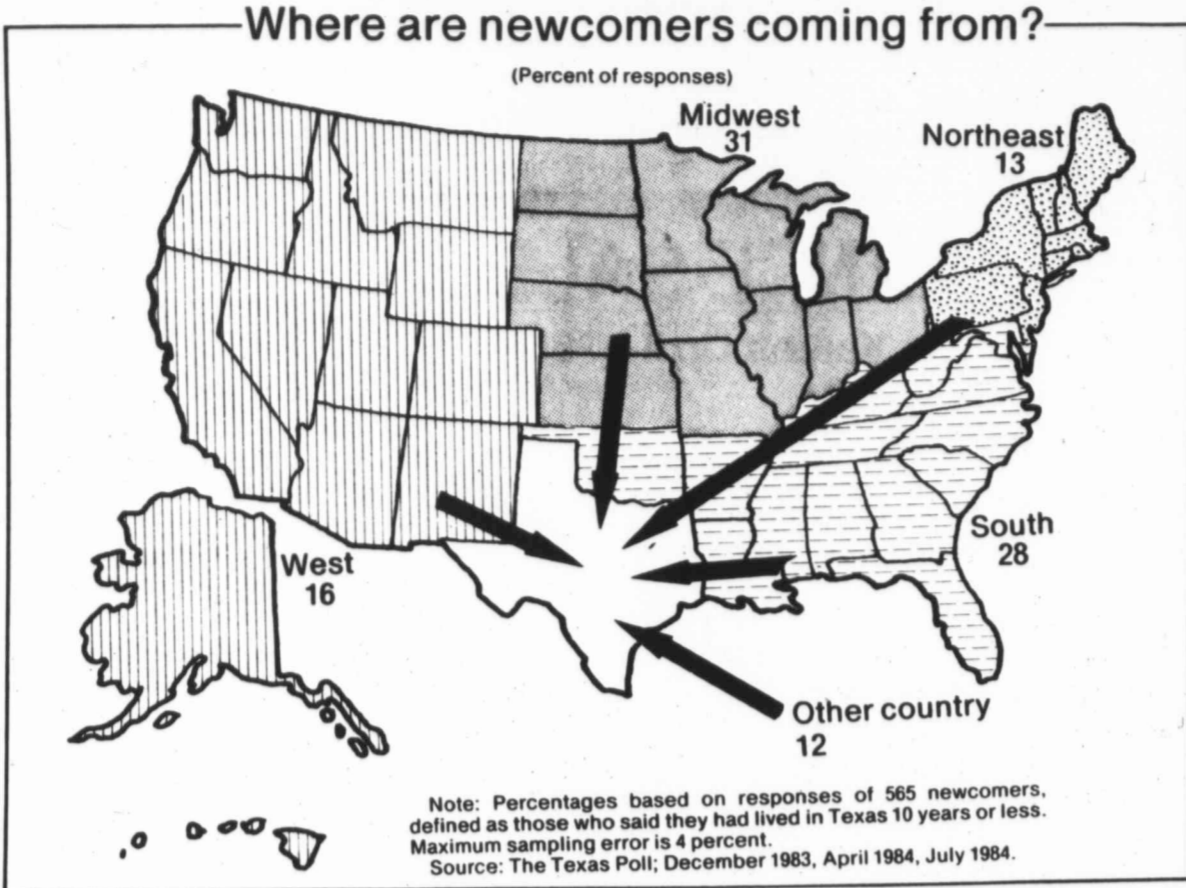 Where are newcomers coming from?
(Percent of responses)
Midwest
31
Northeast
13
South
28
West
16
Other country
12
Note: Percentages based on responses of 565 newcomers,
defined as those who said they had lived in Texas 10 years or less.
Maximum sampling error is 4 percent.
Source: The Texas Poll; December 1983, April 1984, July 1984.